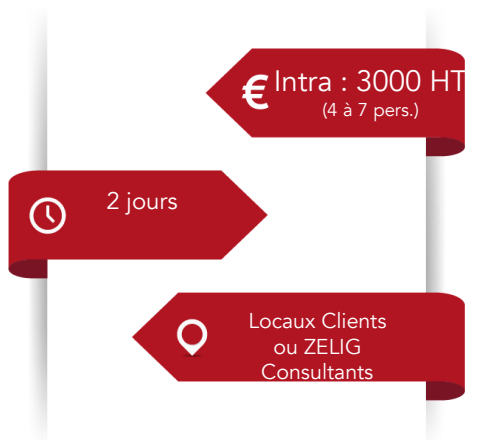 € Intra : 3000 HT
(4 à 7 pers.)
2 jours
Locaux Clients
ou ZELIG
Consultants